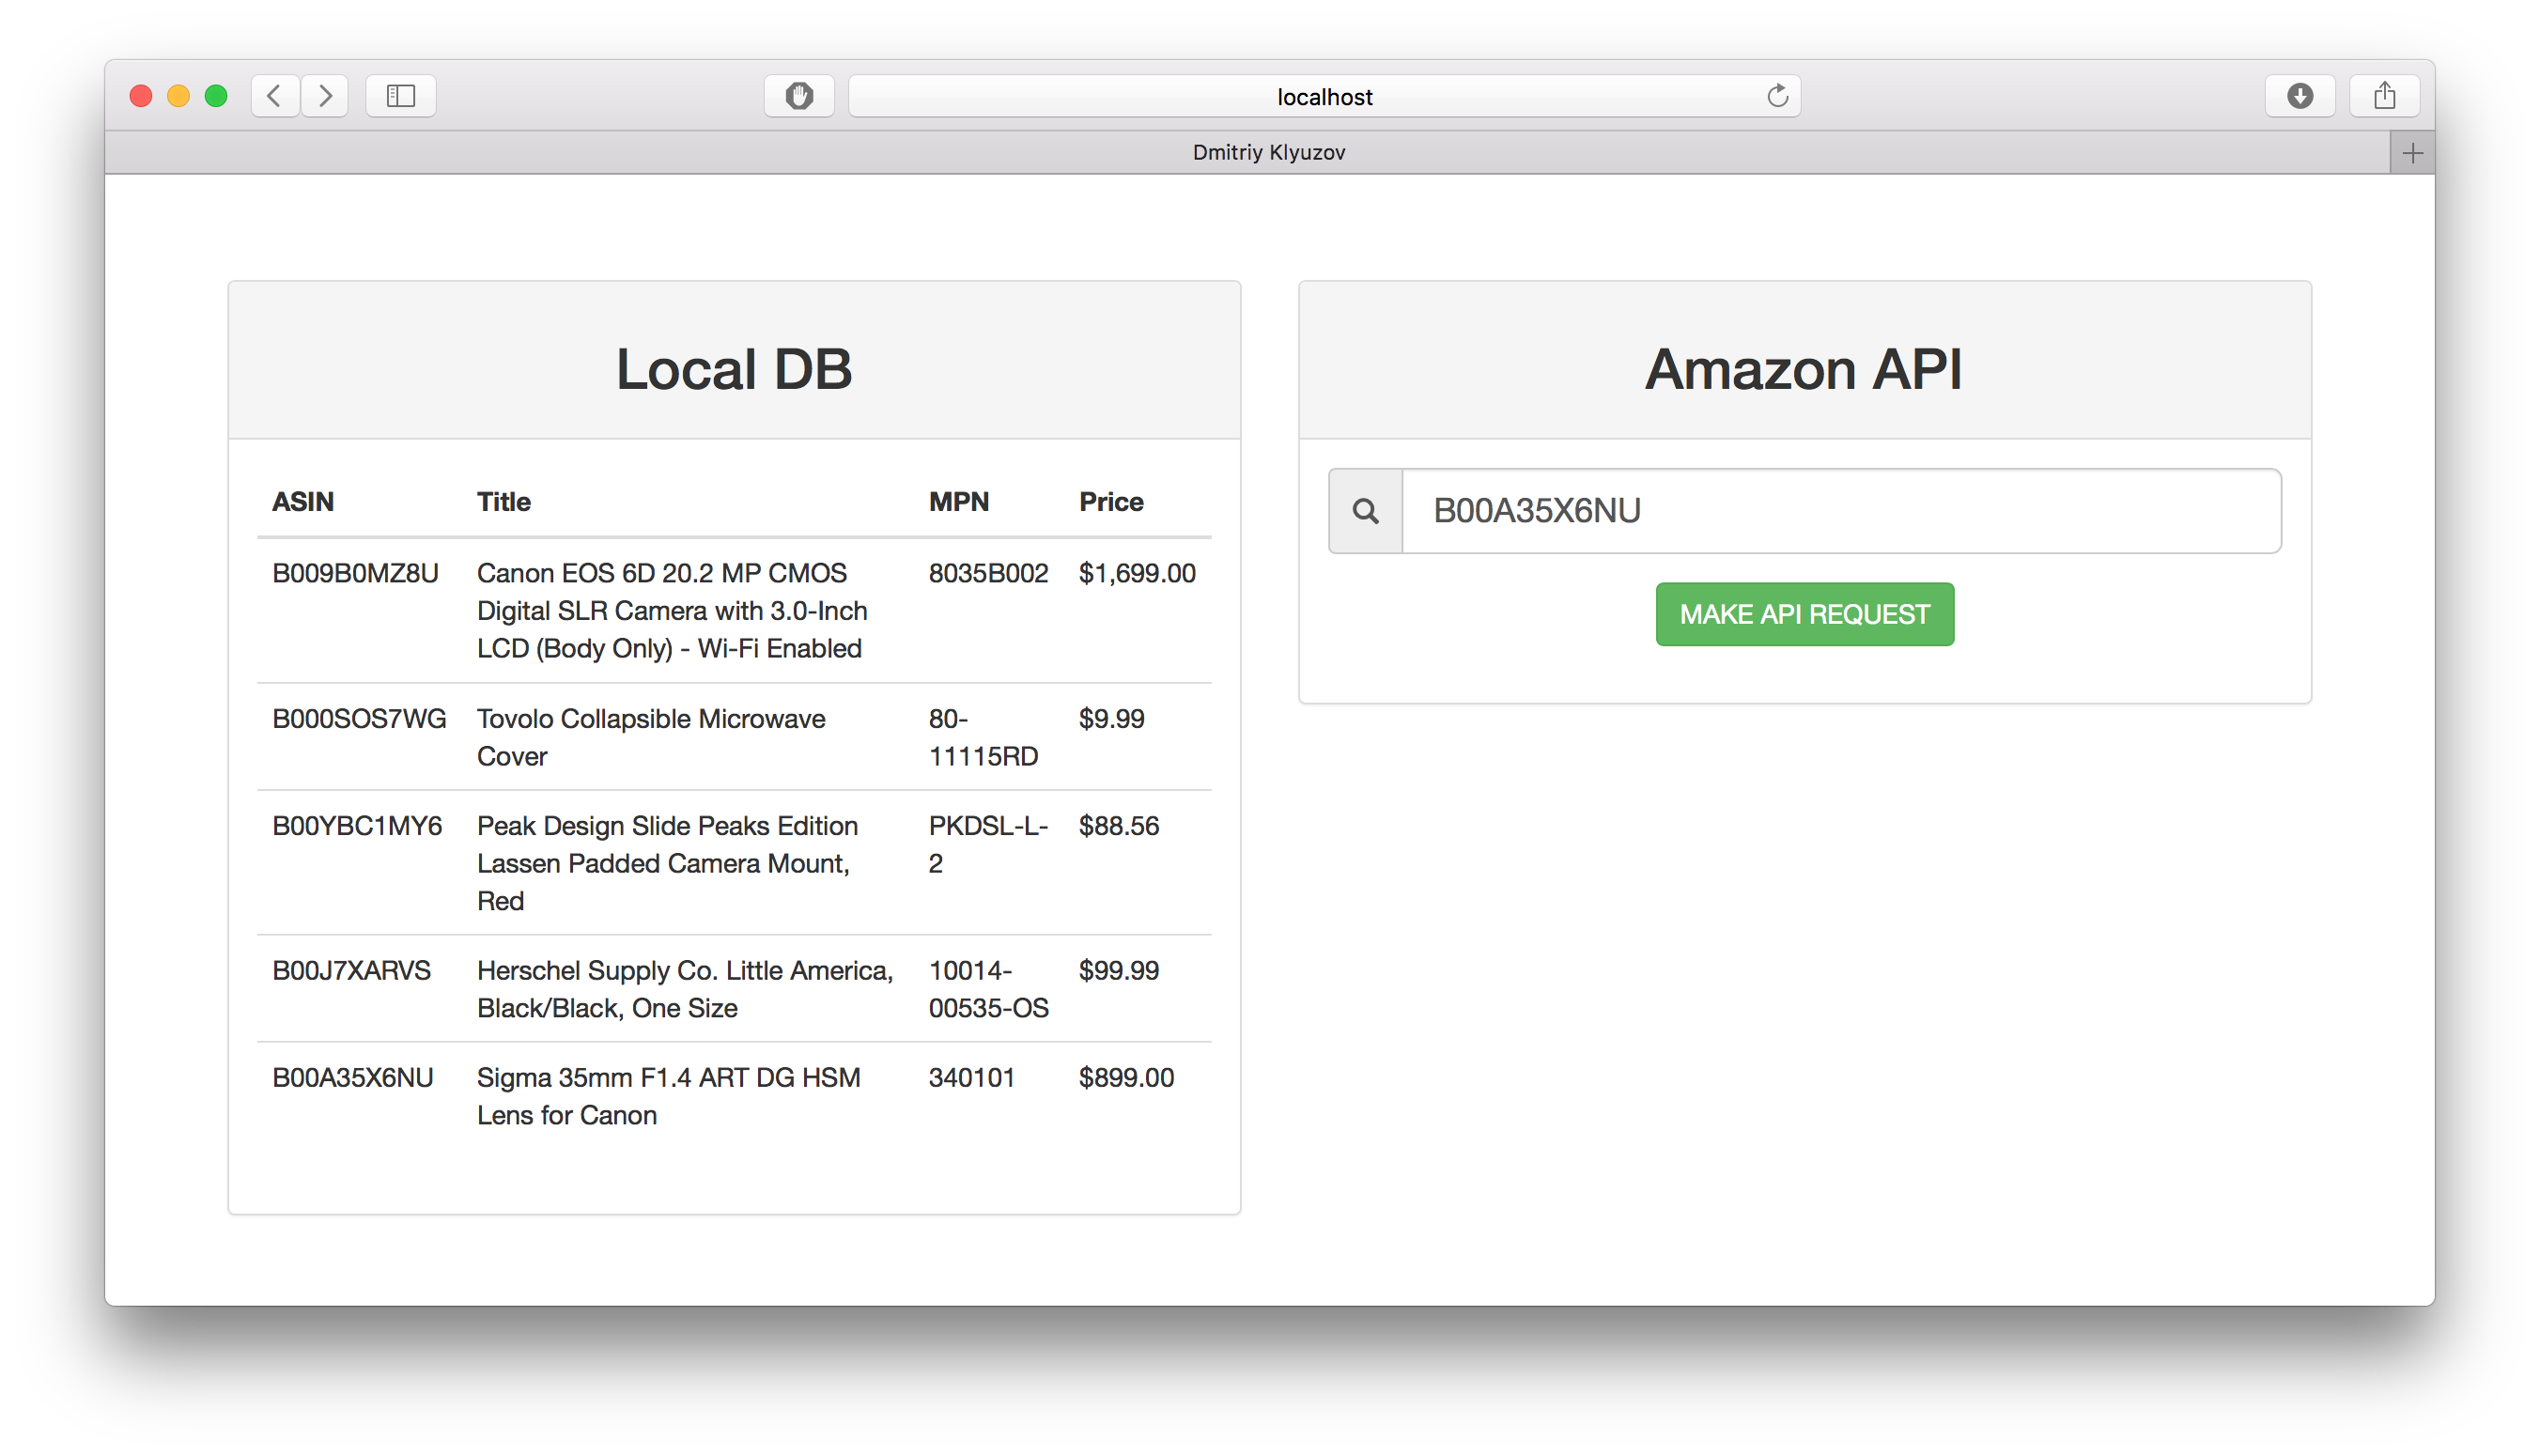 localhost
Dmitriy Klyuzov
Local DB
ASIN Title MPN Price
B009B0MZ8U Canon EOS 6D 20.2 MP CMOS 8035B002 $1,699.00
Digital SLR Camera with 3.0-Inch
LCD (Body Only) - Wi-Fi Enabled
B000SOS7WG Tovolo Collapsible Microwave 80- $9.99
Cover 11115RD
B00YBC1MY6 Peak Design Slide Peaks Edition PKDSL-L- $88.56
Lassen Padded Camera Mount, 2
Red
B00J7XARVS Herschel Supply Co. Little America, 10014- $99.99
Black/Black, One Size 00535-OS
B00A35X6NU Sigma 35mm F1.4 ART DG HSM 340101 $899.00
Lens for Canon
Amazon API
B00A35X6NU
MAKE API REQUEST